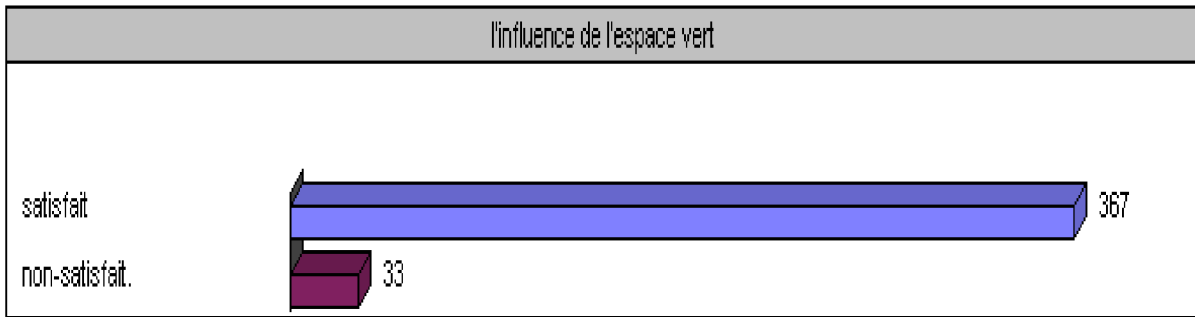 l'influence de l'espace vert
satisfait 367
non-satisfait. 33